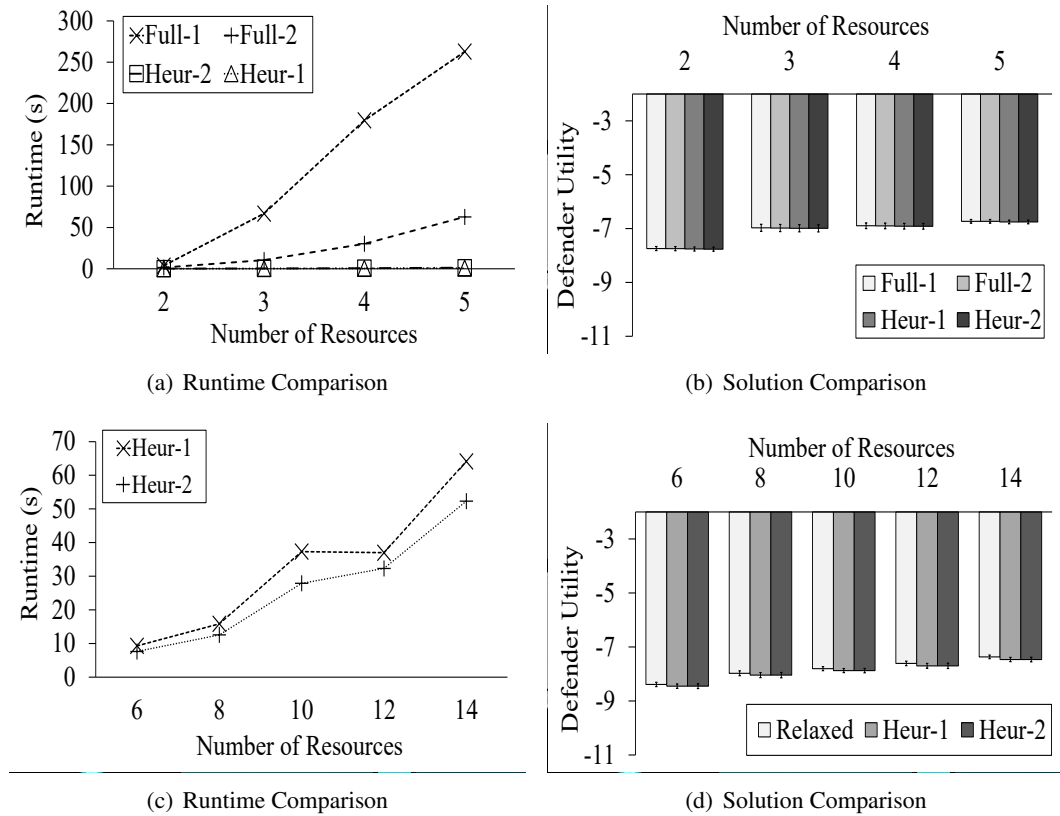 300
250
200
150
100
50
0
Runtime (s)
Full-1 Full-2
Heur-2 Heur-1
2 3 4 5
Number of Resources
(a) Runtime Comparison
Number of Resources
2 3 4 5
-3
-5
-7
-9
-11
Defender Utility
Full-1 Full-2
Heur-1 Heur-2
(b) Solution Comparison
70
60
50
40
30
20
10
0
Runtime (s)
Heur-1
Heur-2
6 8 10 12 14
Number of Resources
(c) Runtime Comparison
Number of Resources
6 8 10 12 14
-3
-5
-7
-9
-11
Defender Utility
Relaxed Heur-1 Heur-2
(d) Solution Comparison